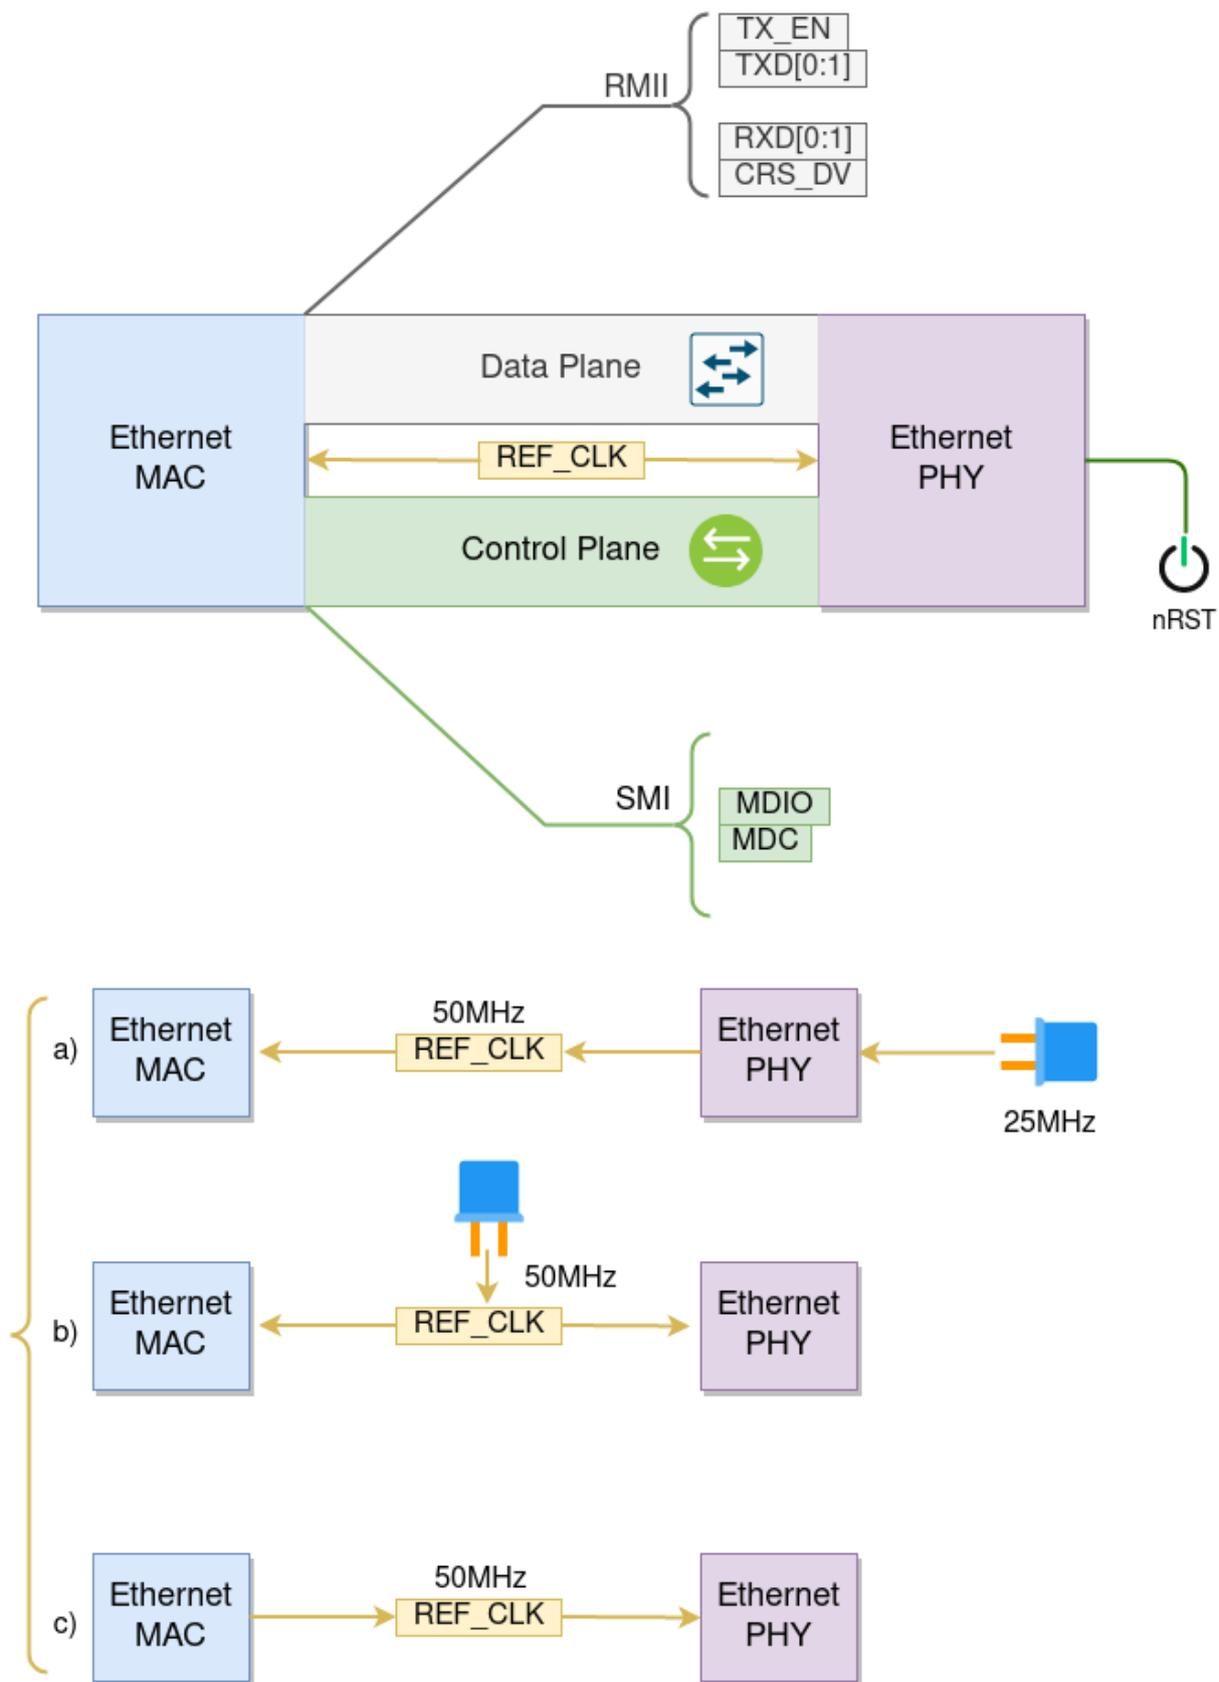 TX_EN
RMII
TXD[0:1]
RXD[0:1]
CRS_DV
Data Plane
Ethernet
MAC
REF_CLK
Ethernet
PHY
Control Plane
nRST
SMI
MDIO
MDC
a)
Ethernet
MAC
50MHz
REF_CLK
Ethernet
PHY
25MHz
b)
Ethernet
MAC
50MHz
REF_CLK
Ethernet
PHY
c)
Ethernet
MAC
50MHz
REF_CLK
Ethernet
PHY